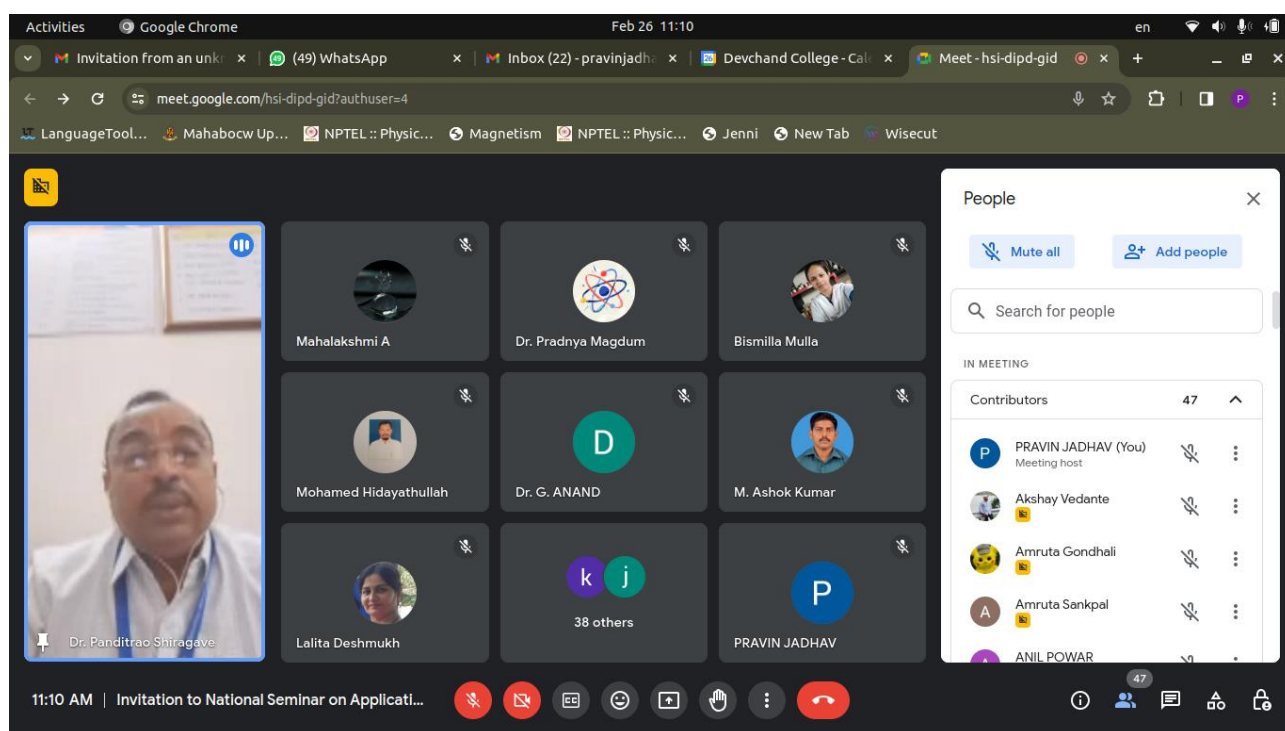 Activities Google Chrome Feb 26 11:10 en
Invitation from an unkr (49) WhatsApp Inbox (22) - pravinjadha Devchand College - Cale Meet - hsi-dipd-gid
meet.google.com/hsi-dipd-gid?authuser=4 P
LanguageTool... Mahabocw Up... NPTEL :: Physic... Magnetism NPTEL :: Physic... Jenni New Tab Wisecut
People
Mute all Add people
Search for people
IN MEETING
Contributors 47
P PRAVIN JADHAV (You)
Meeting host
Akshay Vedante
Amruta Gondhali
A Amruta Sankpal
ANIL POWAR
Mahalakshmi A Dr. Pradnya Magdum Bismilla Mulla
D
Mohamed Hidayathullah Dr. G. ANAND M. Ashok Kumar
k j
38 others
P
Dr. Panditrao Shiragave Lalita Deshmukh PRAVIN JADHAV
11:10 AM | Invitation to National Seminar on Applicati... CC 47